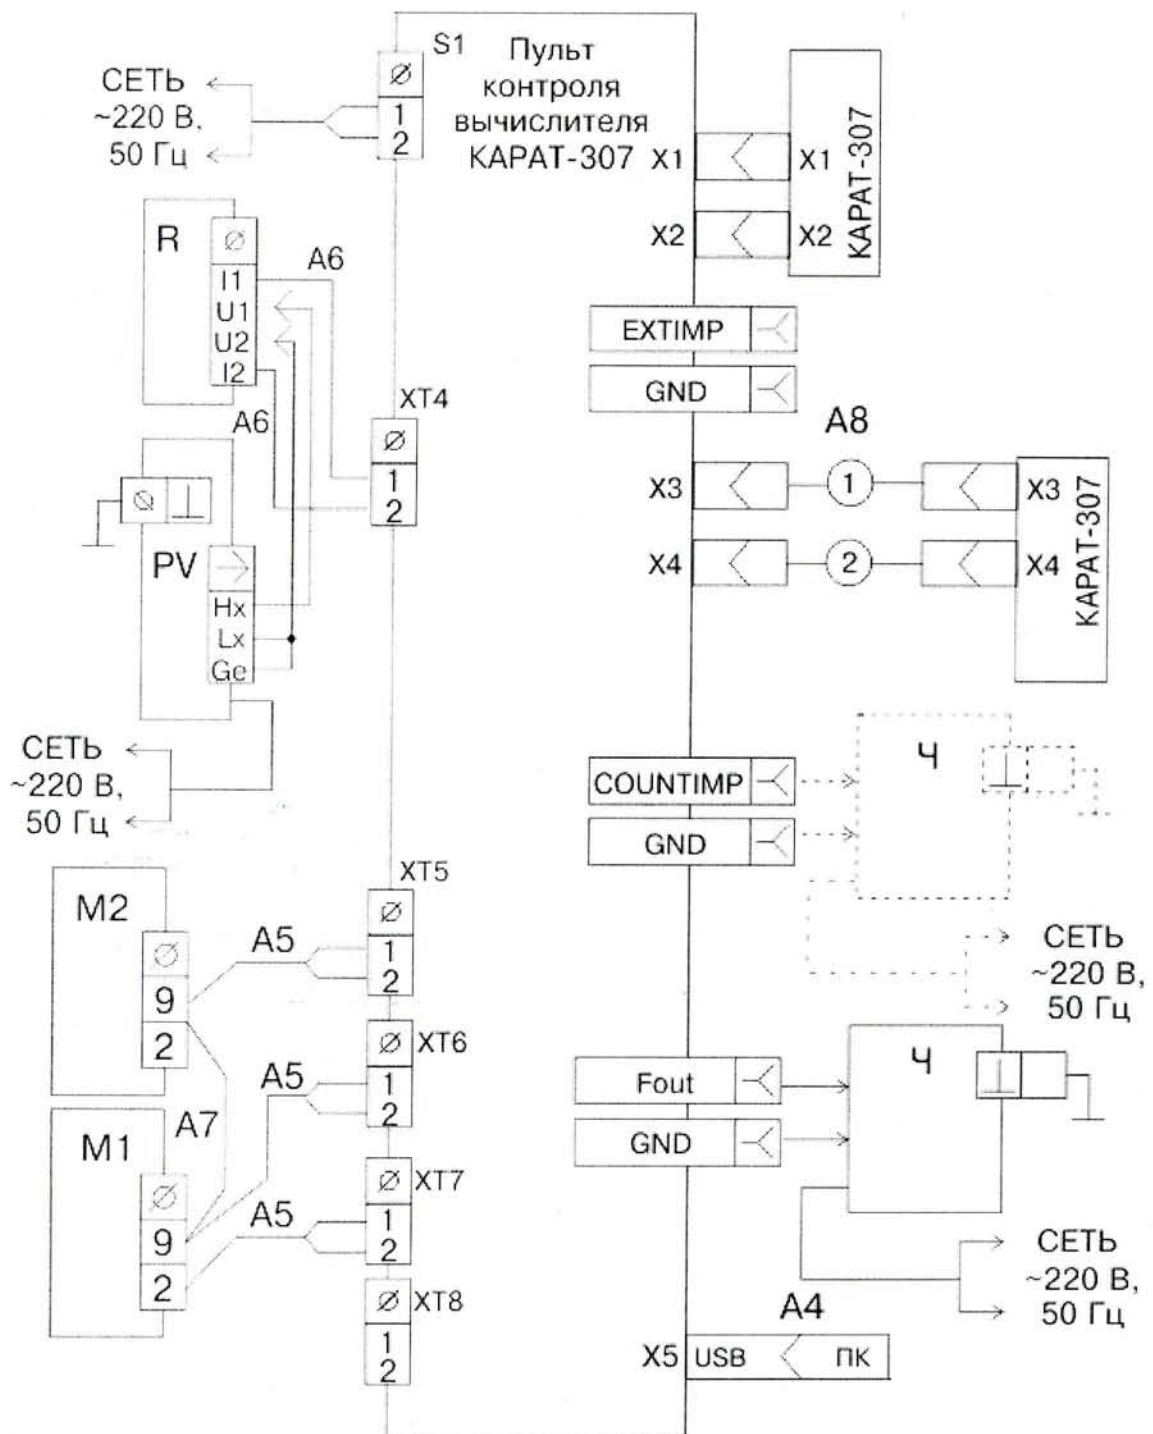 S1
Пульт
контроля
вычислителя
КАРАТ-307
СЕТЬ
~220 В,
50 Гц
1
2
X1
X1
X2
X2
КАРАТ-307
R
I1
U1
U2
I2
A6
A6
EXTIMP
GND
XT4
1
2
A8
X3
1
X3
X4
2
X4
КАРАТ-307
PV
Hx
Lx
Ge
СЕТЬ
~220 В,
50 Гц
COUNTIMP
GND
Ч
СЕТЬ
~220 В,
50 Гц
XT5
1
2
M2
9
2
A5
XT6
1
2
A5
Fout
GND
Ч
A7
M1
9
2
XT7
1
2
A5
СЕТЬ
~220 В,
50 Гц
XT8
1
2
A4
X5
USB
ПК